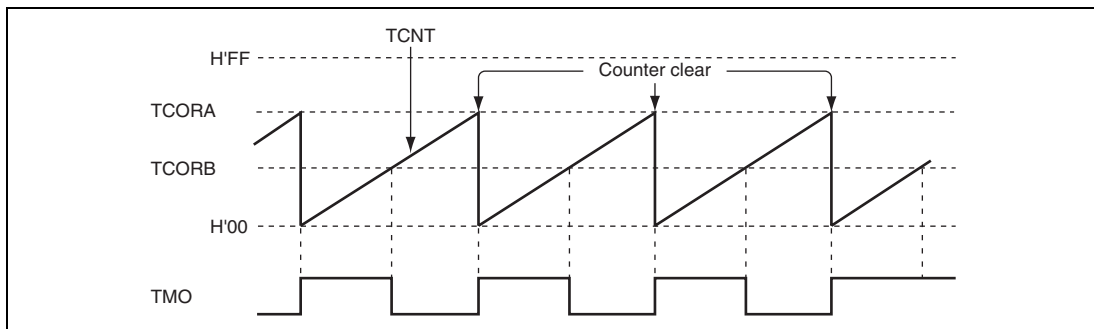 TCNT
H'FF
Counter clear
TCORA
TCORB
H'00
TMO